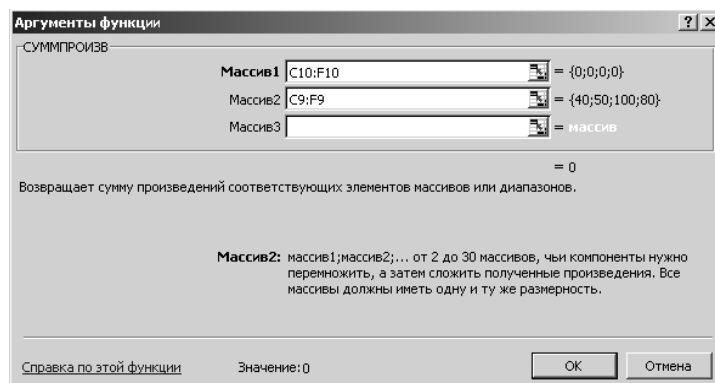 Аргументы функции
СУММПРОИЗВ
Массив1 C10:F10 = {0;0;0;0}
Массив2 C9:F9 = {40;50;100;80}
Массив3 = массив
= 0
Возвращает сумму произведений соответствующих элементов массивов или диапазонов.
Массив2: массив1;массив2;... от 2 до 30 массивов, чьи компоненты нужно
перемножить, а затем сложить полученные произведения. Все
массивы должны иметь одну и ту же размерность.
Справка по этой функции Значение:0 ОК Отмена